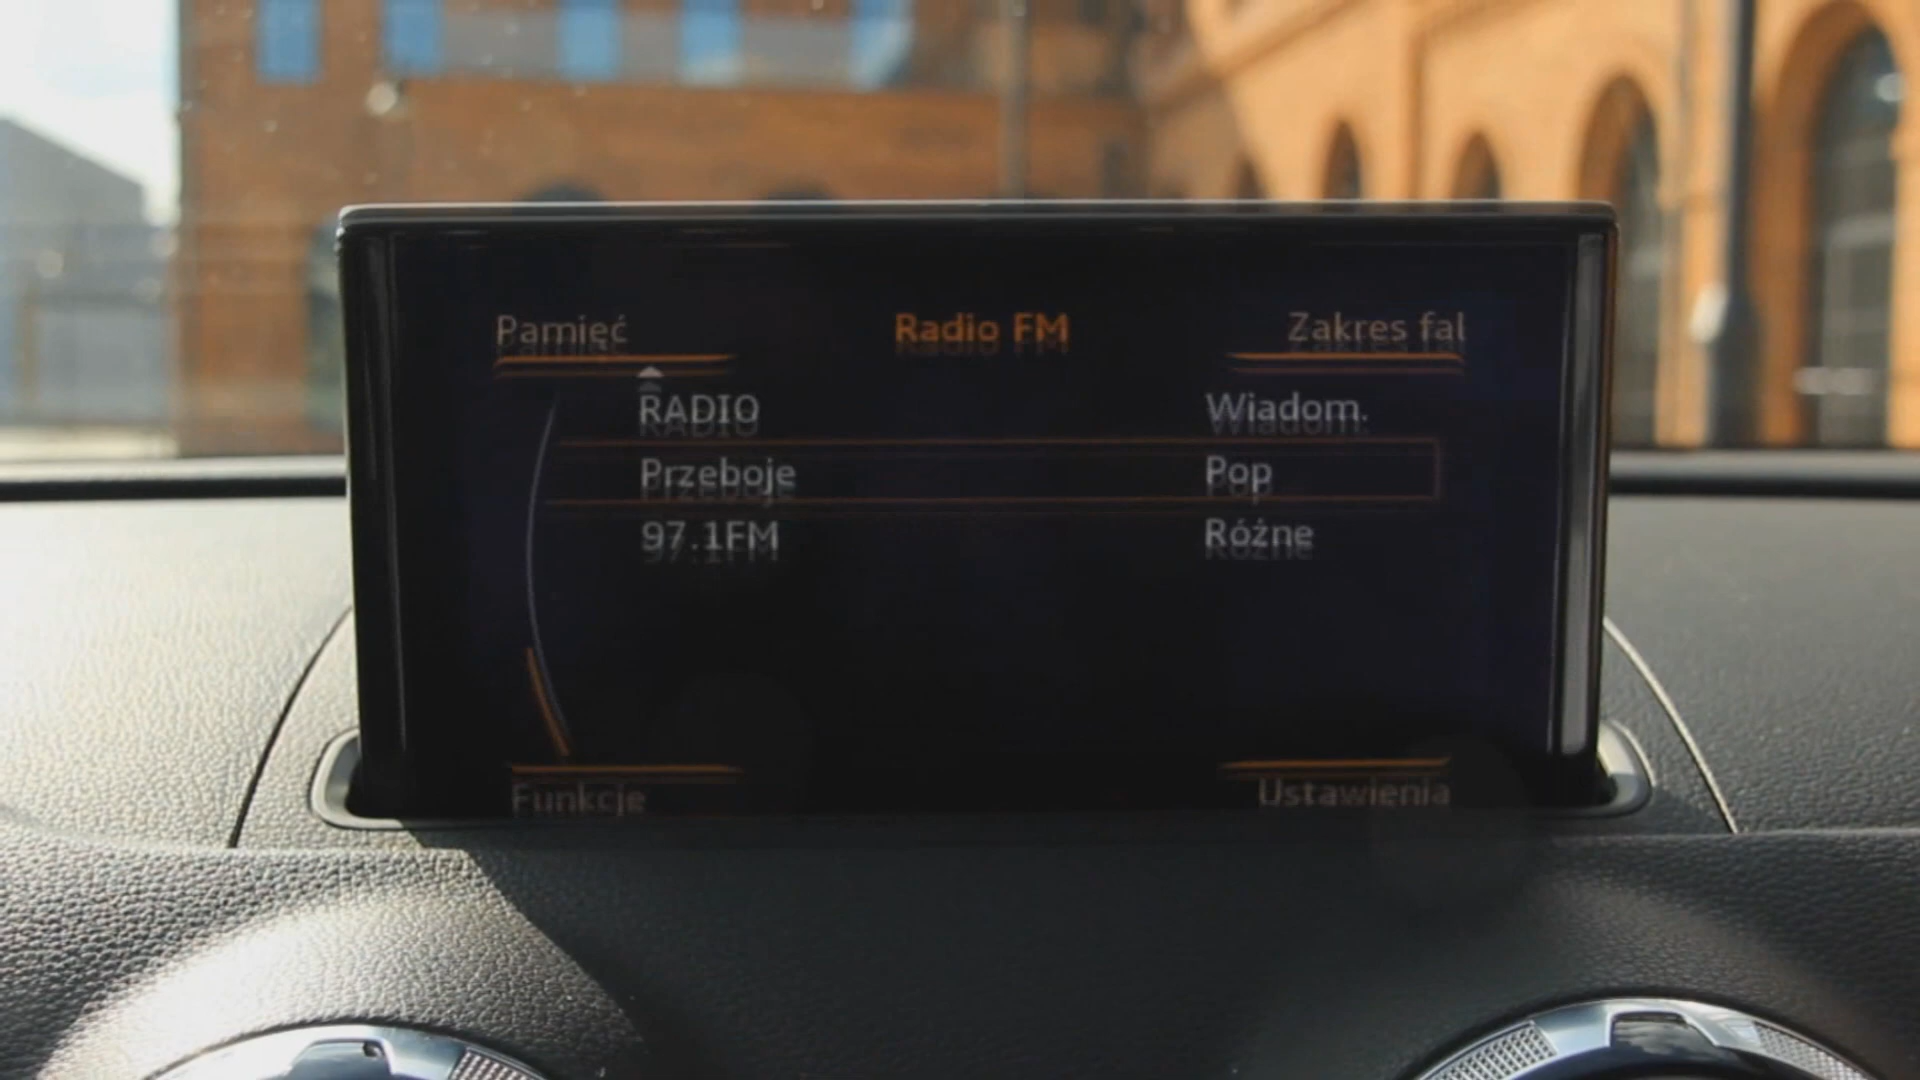 Pamięć Radio FM Zakres fal
RADIO Wiadom.
Przeboje Pop
97.1FM Różne
Funkcje Ustawienia